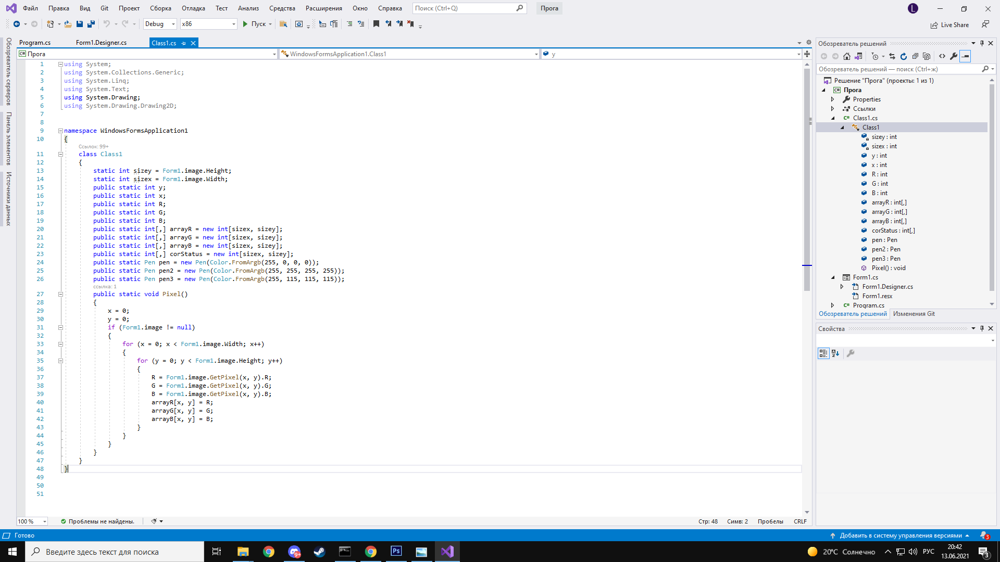 Файл Правка Вид Git Проект Сборка Отладка Тест Анализ Средства Расширения Окно Справка Поиск (Ctrl+Q) Прога L
Debug x86 Пуск Live Share
Program.cs Form1.Designer.cs Class1.cs
C# Прога WindowsFormsApplication1.Class1 y
Обозреватель серверов
Панель элементов
Источники данных
1 using System;
2 using System.Collections.Generic;
3 using System.Linq;
4 using System.Text;
5 using System.Drawing;
6 using System.Drawing.Drawing2D;
7
8
9 namespace WindowsFormsApplication1
10 {
Ссылок: 99+
11 class Class1
12 {
13 static int sizey = Form1.image.Height;
14 static int sizex = Form1.image.Width;
15 public static int y;
16 public static int x;
17 public static int R;
18 public static int G;
19 public static int B;
20 public static int[,] arrayR = new int[sizex, sizey];
21 public static int[,] arrayG = new int[sizex, sizey];
22 public static int[,] arrayB = new int[sizex, sizey];
23 public static int[,] corStatus = new int[sizex, sizey];
24 public static Pen pen = new Pen(Color.FromArgb(255, 0, 0, 0));
25 public static Pen pen2 = new Pen(Color.FromArgb(255, 255, 255, 255));
26 public static Pen pen3 = new Pen(Color.FromArgb(255, 115, 115, 115));
ссылка: 1
27 public static void Pixel()
28 {
29 x = 0;
30 y = 0;
31 if (Form1.image != null)
32 {
33 for (x = 0; x < Form1.image.Width; x++)
34 {
35 for (y = 0; y < Form1.image.Height; y++)
36 {
37 R = Form1.image.GetPixel(x, y).R;
38 G = Form1.image.GetPixel(x, y).G;
39 B = Form1.image.GetPixel(x, y).B;
40 arrayR[x, y] = R;
41 arrayG[x, y] = G;
42 arrayB[x, y] = B;
43 }
44 }
45 }
46 }
47 }
48 }
49
50
51
100 % Проблемы не найдены. Стр: 48 Симв: 2 Пробелы CRLF
Обозреватель решений
Обозреватель решений — поиск (Ctrl+ж)
Решение "Прога" (проекты: 1 из 1)
C# Прога
Properties
Ссылки
C# Class1.cs
Class1
sizey : int
sizex : int
y : int
x : int
R : int
G : int
B : int
arrayR : int[,]
arrayG : int[,]
arrayB : int[,]
corStatus : int[,]
pen : Pen
pen2 : Pen
pen3 : Pen
Pixel() : void
Form1.cs
Form1.Designer.cs
Form1.resx
C# Program.cs
Обозреватель решений Изменения Git
Свойства
Готово Добавить в систему управления версиями 3
Введите здесь текст для поиска 9+ Ps 20°C Солнечно РУС 20:42
13.06.2021 3